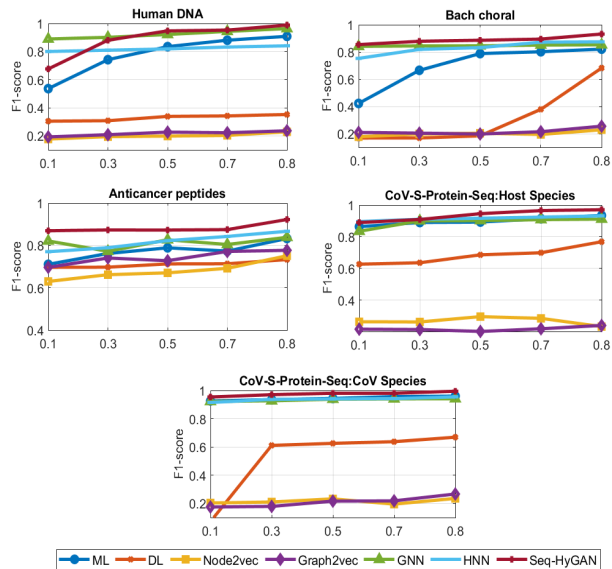 Human DNA
F1-score
1
0.8
0.6
0.4
0.2
0.1 0.3 0.5 0.7 0.8
Bach choral
F1-score
1
0.8
0.6
0.4
0.2
0.1 0.3 0.5 0.7 0.8
Anticancer peptides
F1-score
1
0.8
0.6
0.4
0.1 0.3 0.5 0.7 0.8
CoV-S-Protein-Seq:Host Species
F1-score
1
0.8
0.6
0.4
0.1 0.3 0.5 0.7 0.8
CoV-S-Protein-Seq:CoV Species
F1-score
1
0.8
0.6
0.4
0.2
0.1 0.3 0.5 0.7 0.8
ML DL Node2vec Graph2vec GNN HNN Seq-HyGAN